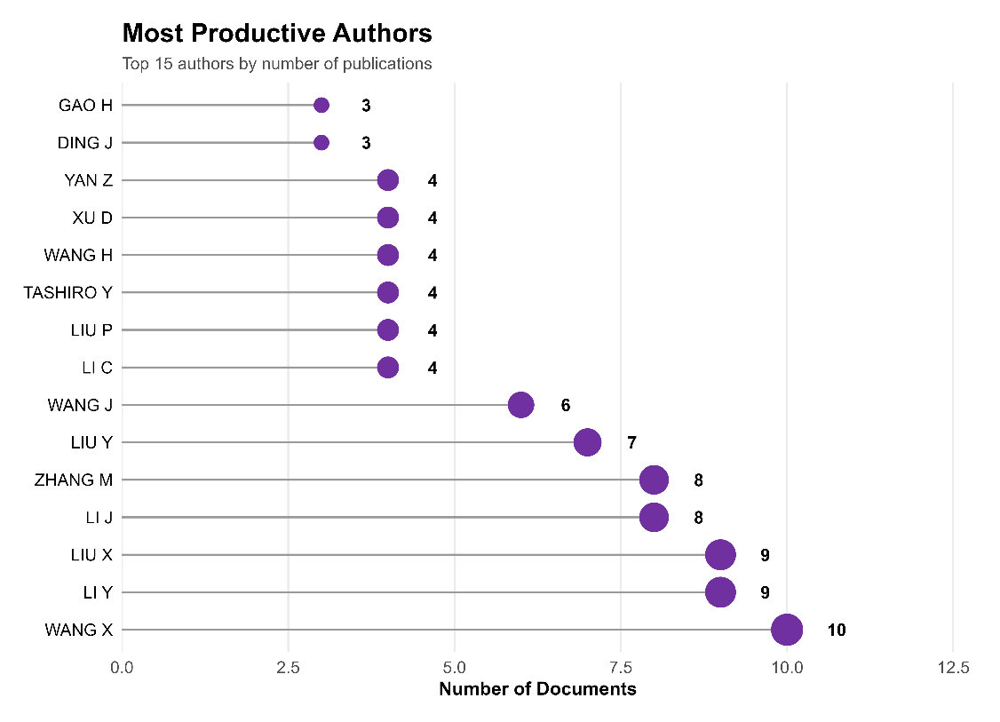 Most Productive Authors
Top 15 authors by number of publications
GAO H 3
DING J 3
YAN Z 4
XU D 4
WANG H 4
TASHIRO Y 4
LIU P 4
LI C 4
WANG J 6
LIU Y 7
ZHANG M 8
LI J 8
LIU X 9
LI Y 9
WANG X 10
0.0 2.5 5.0 7.5 10.0 12.5
Number of Documents